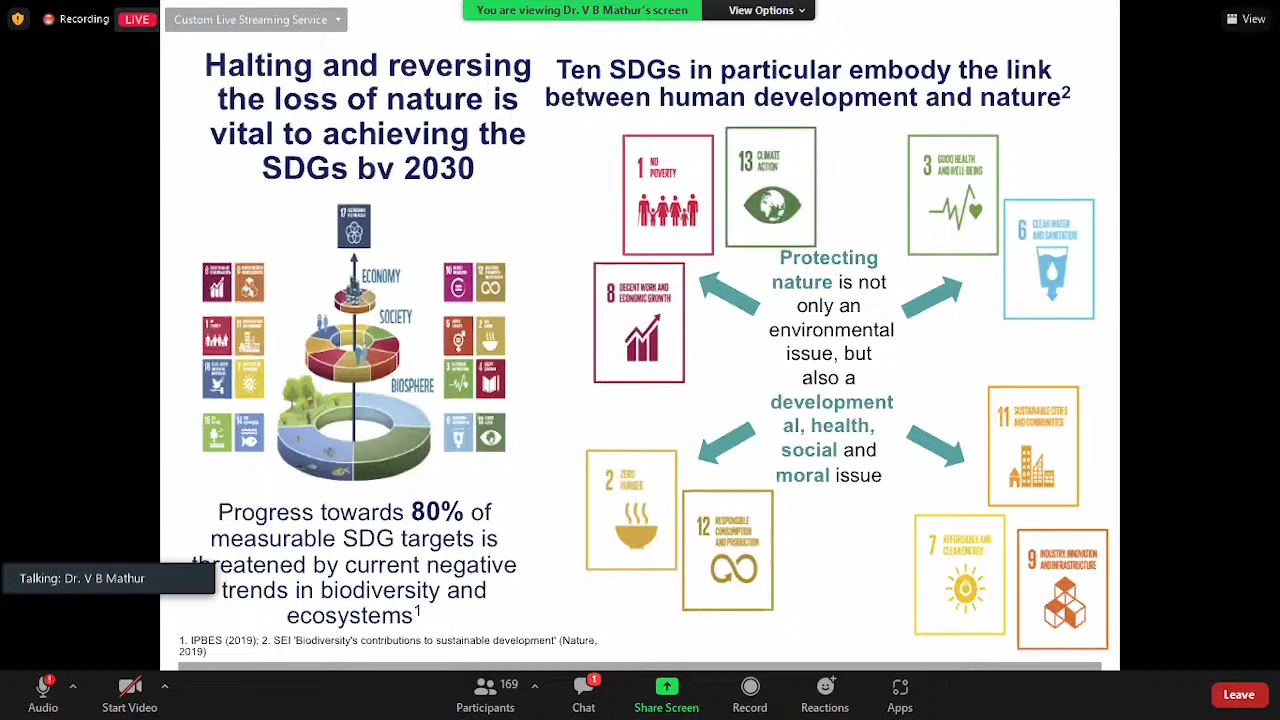 Recording
LIVE
Custom Live Streaming Service
You are viewing Dr. V B Mathur's screen
View Options
View
Halting and reversing
the loss of nature is
vital to achieving the
SDGs by 2030
17
ECONOMY
SOCIETY
BIOSPHERE
Progress towards 80% of
measurable SDG targets is
threatened by current negative
trends in biodiversity and
ecosystems1
Talking: Dr. V B Mathur
1. IPBES (2019); 2. SEI 'Biodiversity's contributions to sustainable development' (Nature,
2019)
Ten SDGs in particular embody the link
between human development and nature2
1 NO
POVERTY
13 CLIMATE
ACTION
3 GOOD HEALTH
AND WELL-BEING
6 CLEAN WATER
AND SANITATION
8 DECENT WORK AND
ECONOMIC GROWTH
Protecting
nature is not
only an
environmental
issue, but
also a
development
al, health,
social and
moral issue
11 SUSTAINABLE CITIES
AND COMMUNITIES
2 ZERO
HUNGER
12 RESPONSIBLE
CONSUMPTION
AND PRODUCTION
7 AFFORDABLE AND
CLEAN ENERGY
9 INDUSTRY, INNOVATION
AND INFRASTRUCTURE
Audio
Start Video
169
Participants
1
Chat
Share Screen
Record
Reactions
Apps
Leave